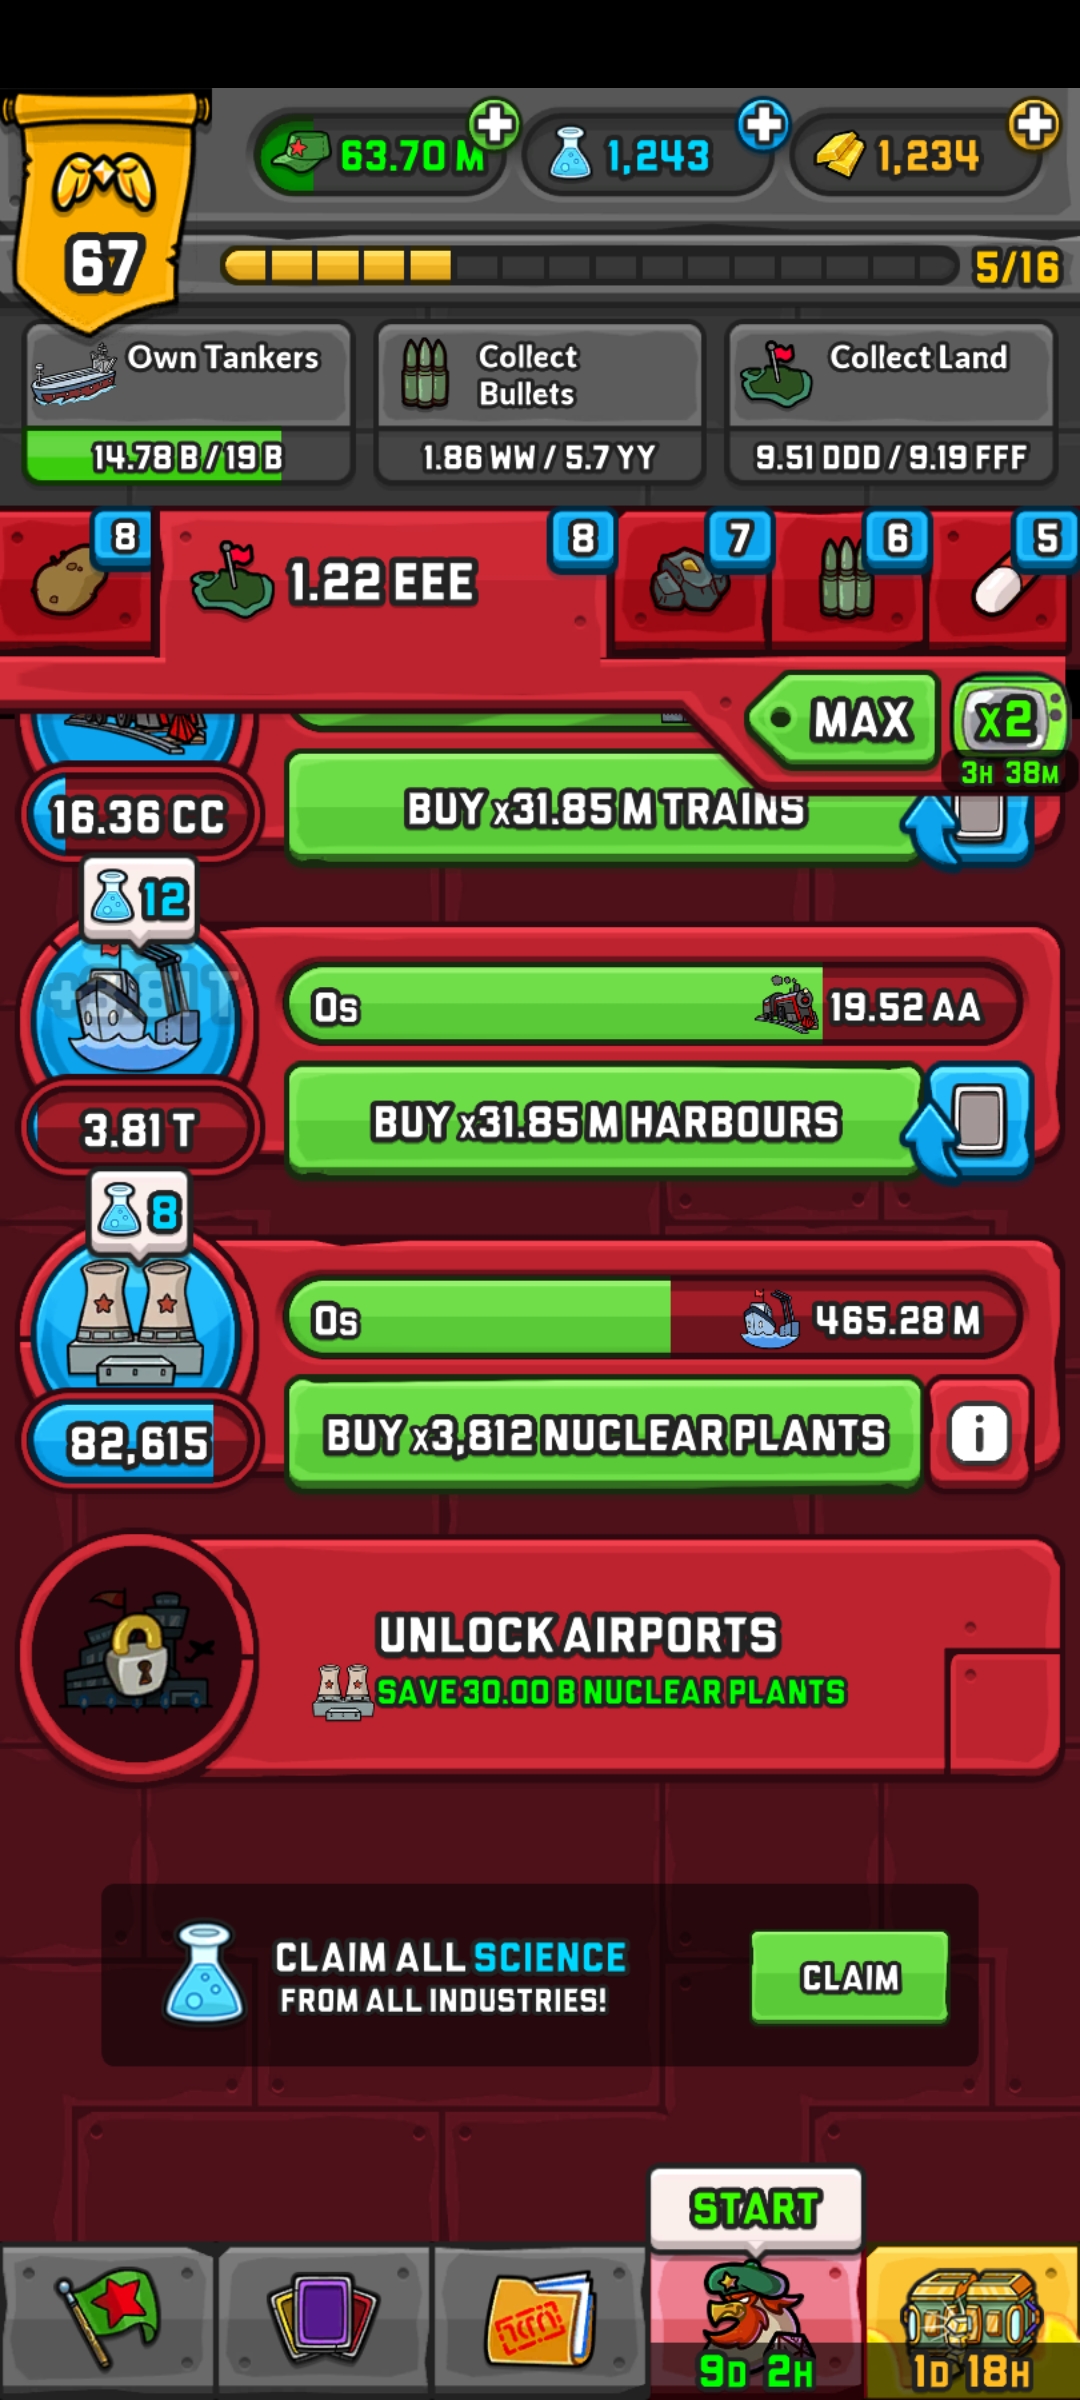 63.70 M
1,243
1,234
67
5/16
Own Tankers
14.78 B / 19 B
Collect
Bullets
1.86 WW / 5.7 YY
Collect Land
9.51 DDD / 9.19 FFF
8
1.22 EEE
8
7
6
5
MAX
x2
3H 38M
16.36 CC
BUY x31.85 M TRAINS
12
0s
19.52 AA
3.81 T
BUY x31.85 M HARBOURS
8
0s
465.28 M
82,615
BUY x3,812 NUCLEAR PLANTS
i
UNLOCK AIRPORTS
SAVE 30.00 B NUCLEAR PLANTS
CLAIM ALL SCIENCE
FROM ALL INDUSTRIES!
CLAIM
START
9D 2H
1D 18H